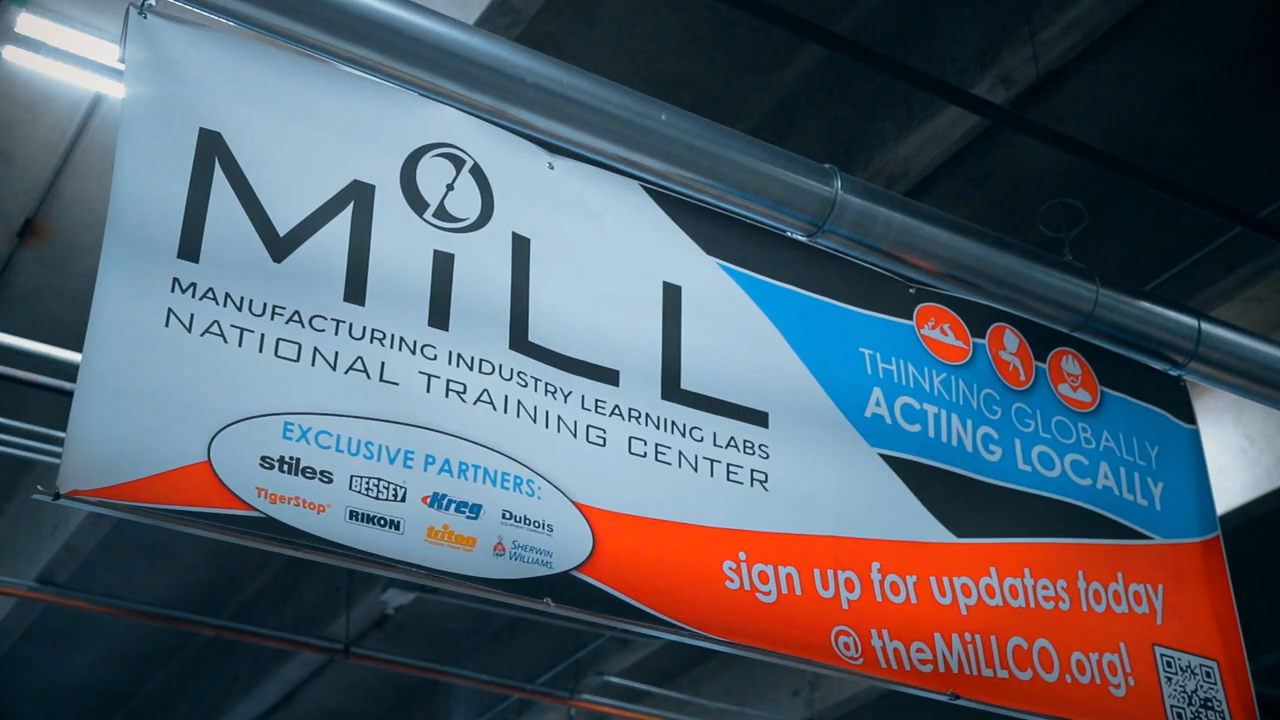 MiLL
MANUFACTURING INDUSTRY LEARNING LABS
NATIONAL TRAINING CENTER
EXCLUSIVE PARTNERS:
stiles
BESSEY
Kreg
Dubois
TigerStop
RIKON
triton
SHERWIN
WILLIAMS
THINKING GLOBALLY
ACTING LOCALLY
sign up for updates today
@ theMiLLCO.org!